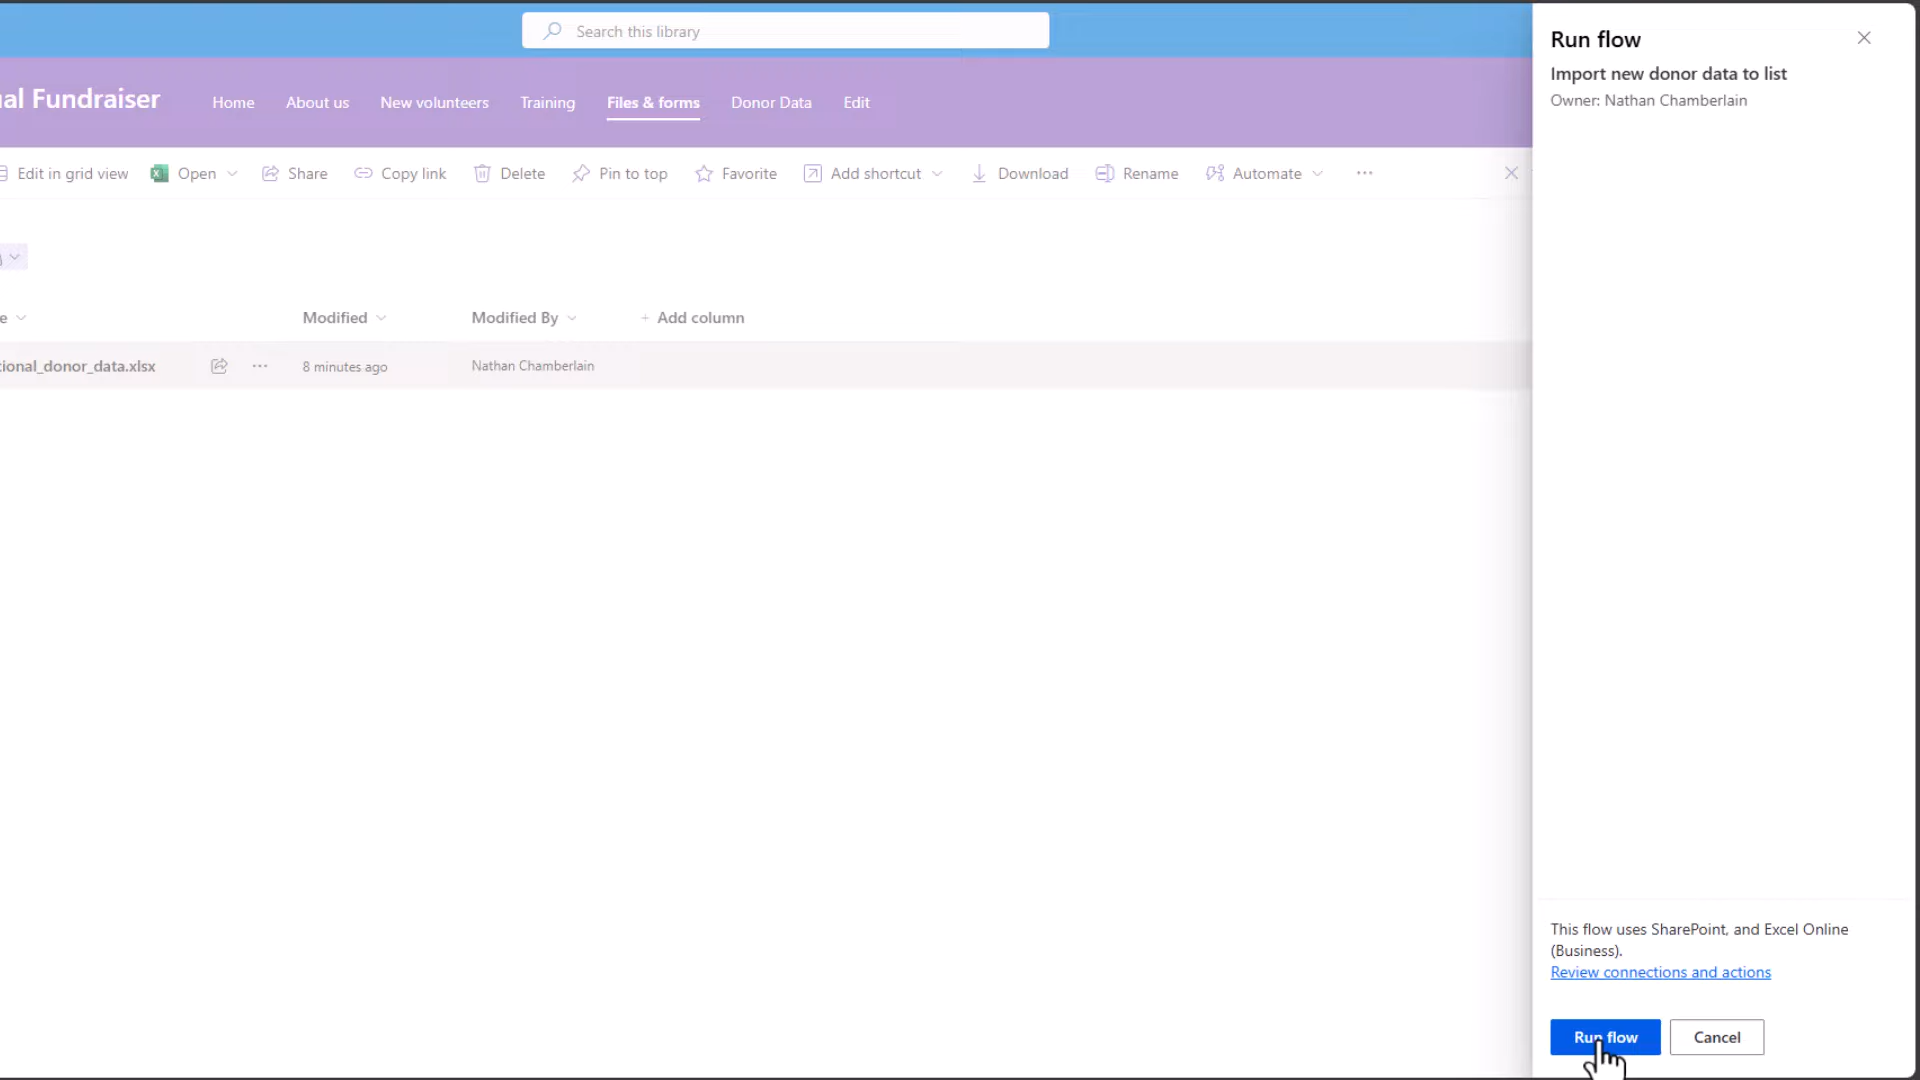 Search this library
al Fundraiser
Home
About us
New volunteers
Training
Files & forms
Donor Data
Edit
Edit in grid view
Open
Share
Copy link
Delete
Pin to top
Favorite
Add shortcut
Download
Rename
Automate
e
Modified
Modified By
+ Add column
tional_donor_data.xlsx
8 minutes ago
Nathan Chamberlain
Run flow
Import new donor data to list
Owner: Nathan Chamberlain
This flow uses SharePoint, and Excel Online
(Business).
Review connections and actions
Run flow
Cancel